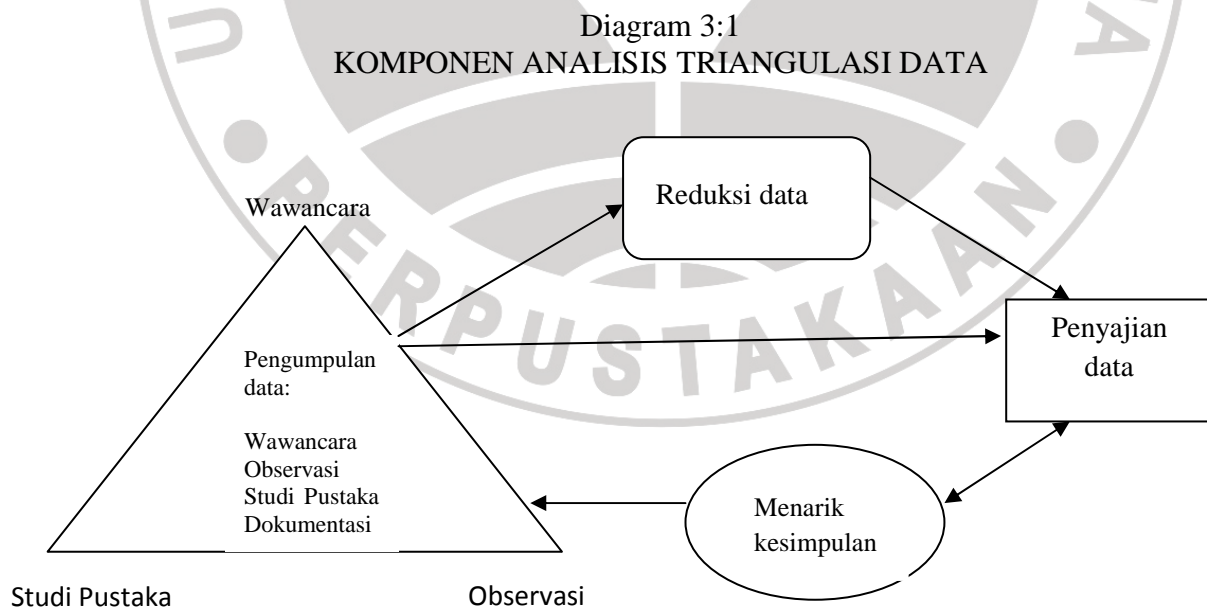 Diagram 3:1
KOMPONEN ANALISIS TRIANGULASI DATA
Wawancara
Reduksi data
Pengumpulan
data:
Wawancara
Observasi
Studi Pustaka
Dokumentasi
Penyajian
data
Menarik
kesimpulan
Studi Pustaka
Observasi
PERPUSTAKAAN
U
A